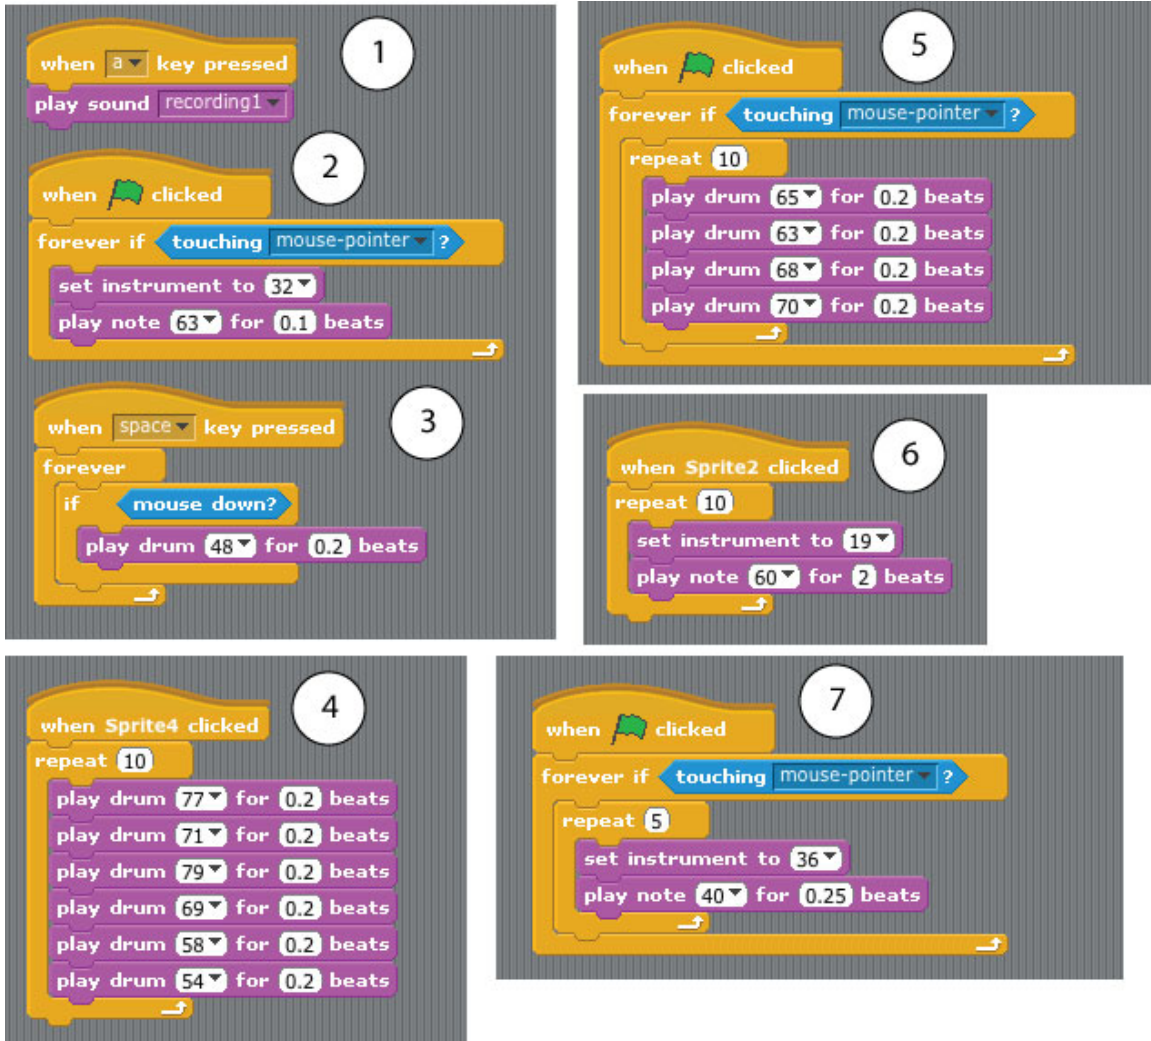 1
when a key pressed
play sound recording1
2
when clicked
forever if touching mouse-pointer ?
set instrument to 32
play note 63 for 0.1 beats
3
when space key pressed
forever
if mouse down?
play drum 48 for 0.2 beats
4
when Sprite4 clicked
repeat 10
play drum 77 for 0.2 beats
play drum 71 for 0.2 beats
play drum 79 for 0.2 beats
play drum 69 for 0.2 beats
play drum 58 for 0.2 beats
play drum 54 for 0.2 beats
5
when clicked
forever if touching mouse-pointer ?
repeat 10
play drum 65 for 0.2 beats
play drum 63 for 0.2 beats
play drum 68 for 0.2 beats
play drum 70 for 0.2 beats
6
when Sprite2 clicked
repeat 10
set instrument to 19
play note 60 for 2 beats
7
when clicked
forever if touching mouse-pointer ?
repeat 5
set instrument to 36
play note 40 for 0.25 beats